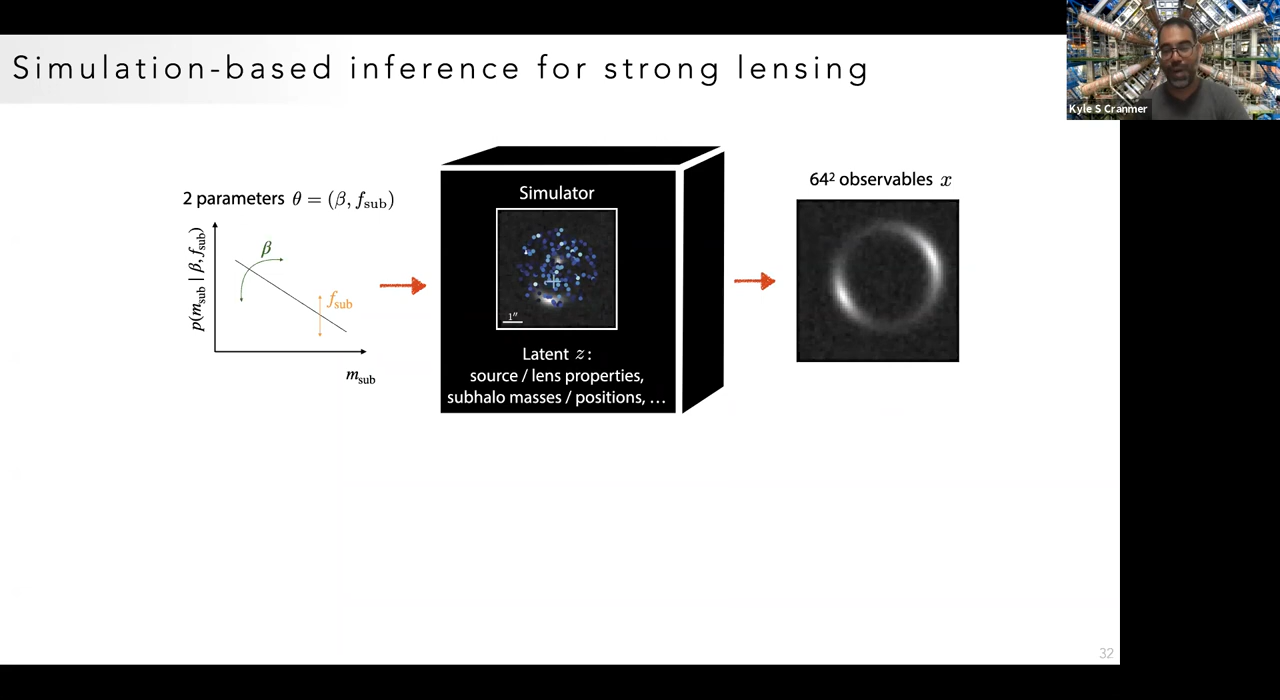 Simulation-based inference for strong lensing
Kyle S Cranmer
2 parameters θ = (β, f_sub)
p(m_sub | β, f_sub)
β
f_sub
m_sub
Simulator
1″
Latent z:
source / lens properties,
subhalo masses / positions, …
64² observables x
32